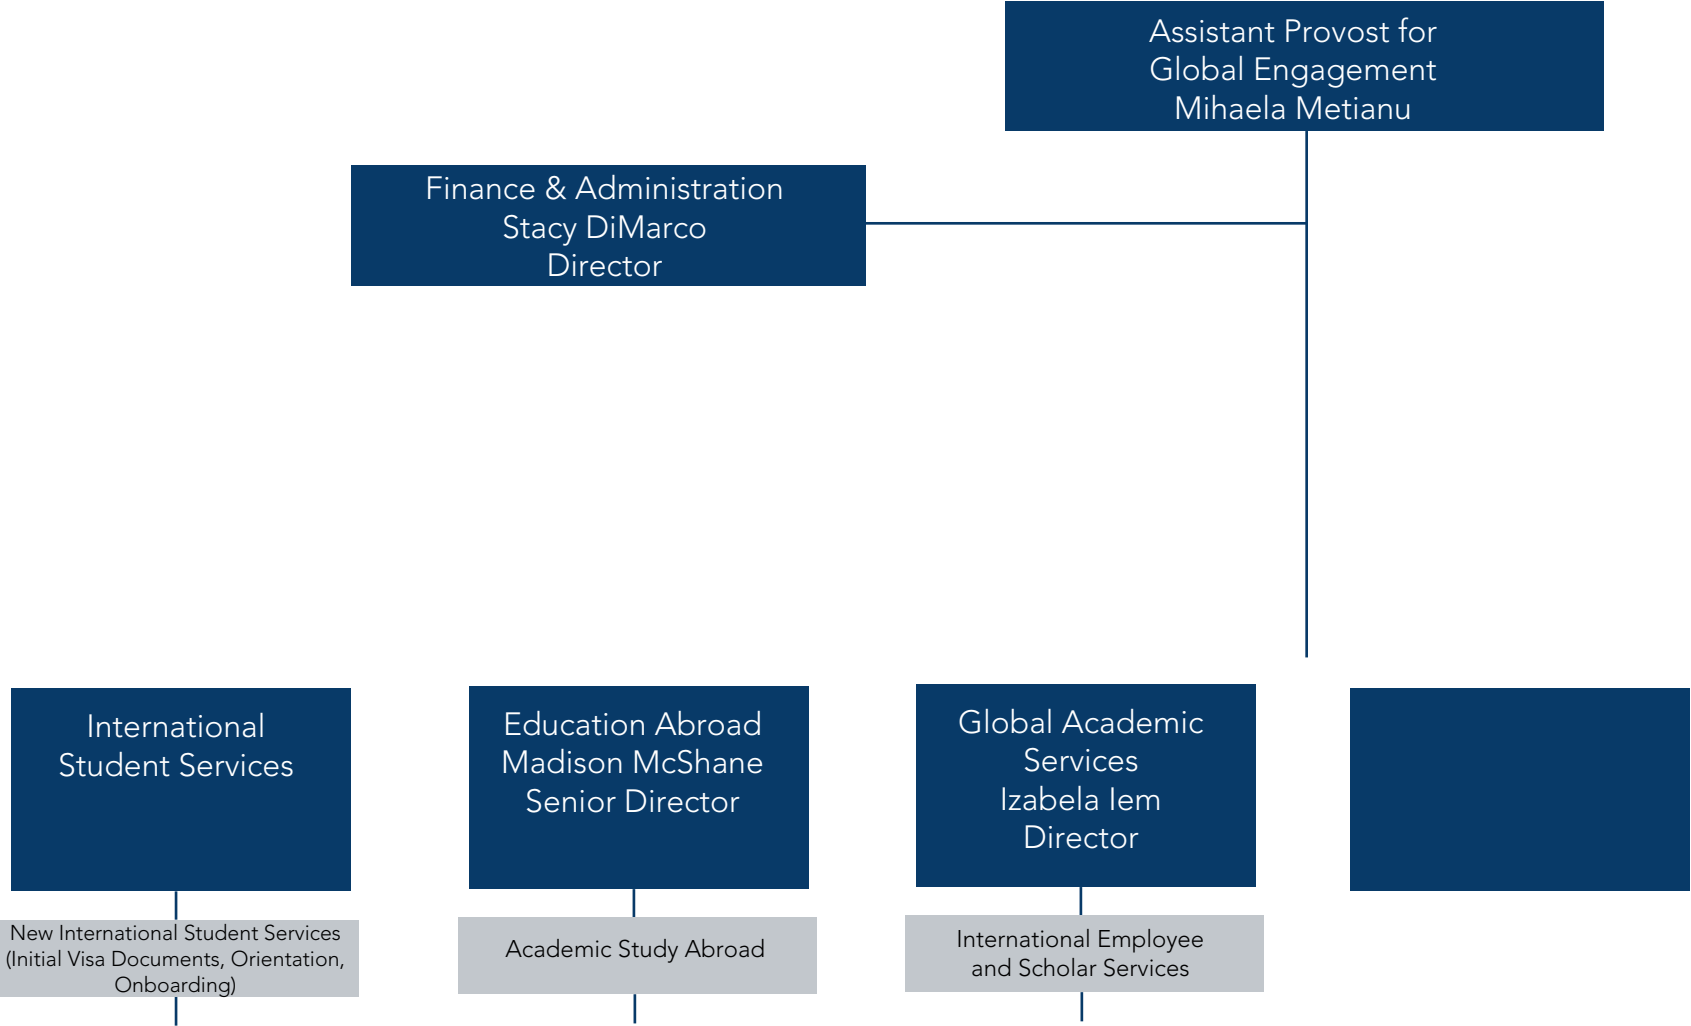 Assistant Provost for
Global Engagement
Mihaela Metianu
Finance & Administration
Stacy DiMarco
Director
International
Student Services
Education Abroad
Madison McShane
Senior Director
Global Academic
Services
Izabela Iem
Director
New International Student Services
(Initial Visa Documents, Orientation,
Onboarding)
Academic Study Abroad
International Employee
and Scholar Services